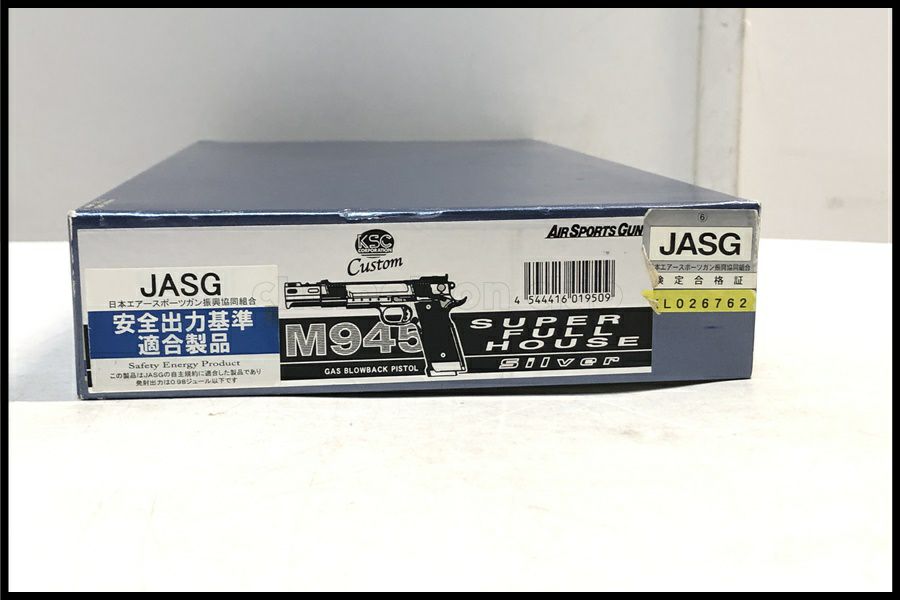 JASG
日本エアースポーツガン振興協同組合
安全出力基準
適合製品
Safety Energy Product
この製品はJASGの自主規約に適合した製品であり
発射出力は0.98ジュール以下です
KSC
CORPORATION
Custom
M945
GAS BLOWBACK PISTOL
AIR SPORTS GUN
4 544416 019509
SUPER
FULL
HOUSE
Silver
⑥
JASG
本エアースポーツガン振興協同組合
検定合格証
L026762